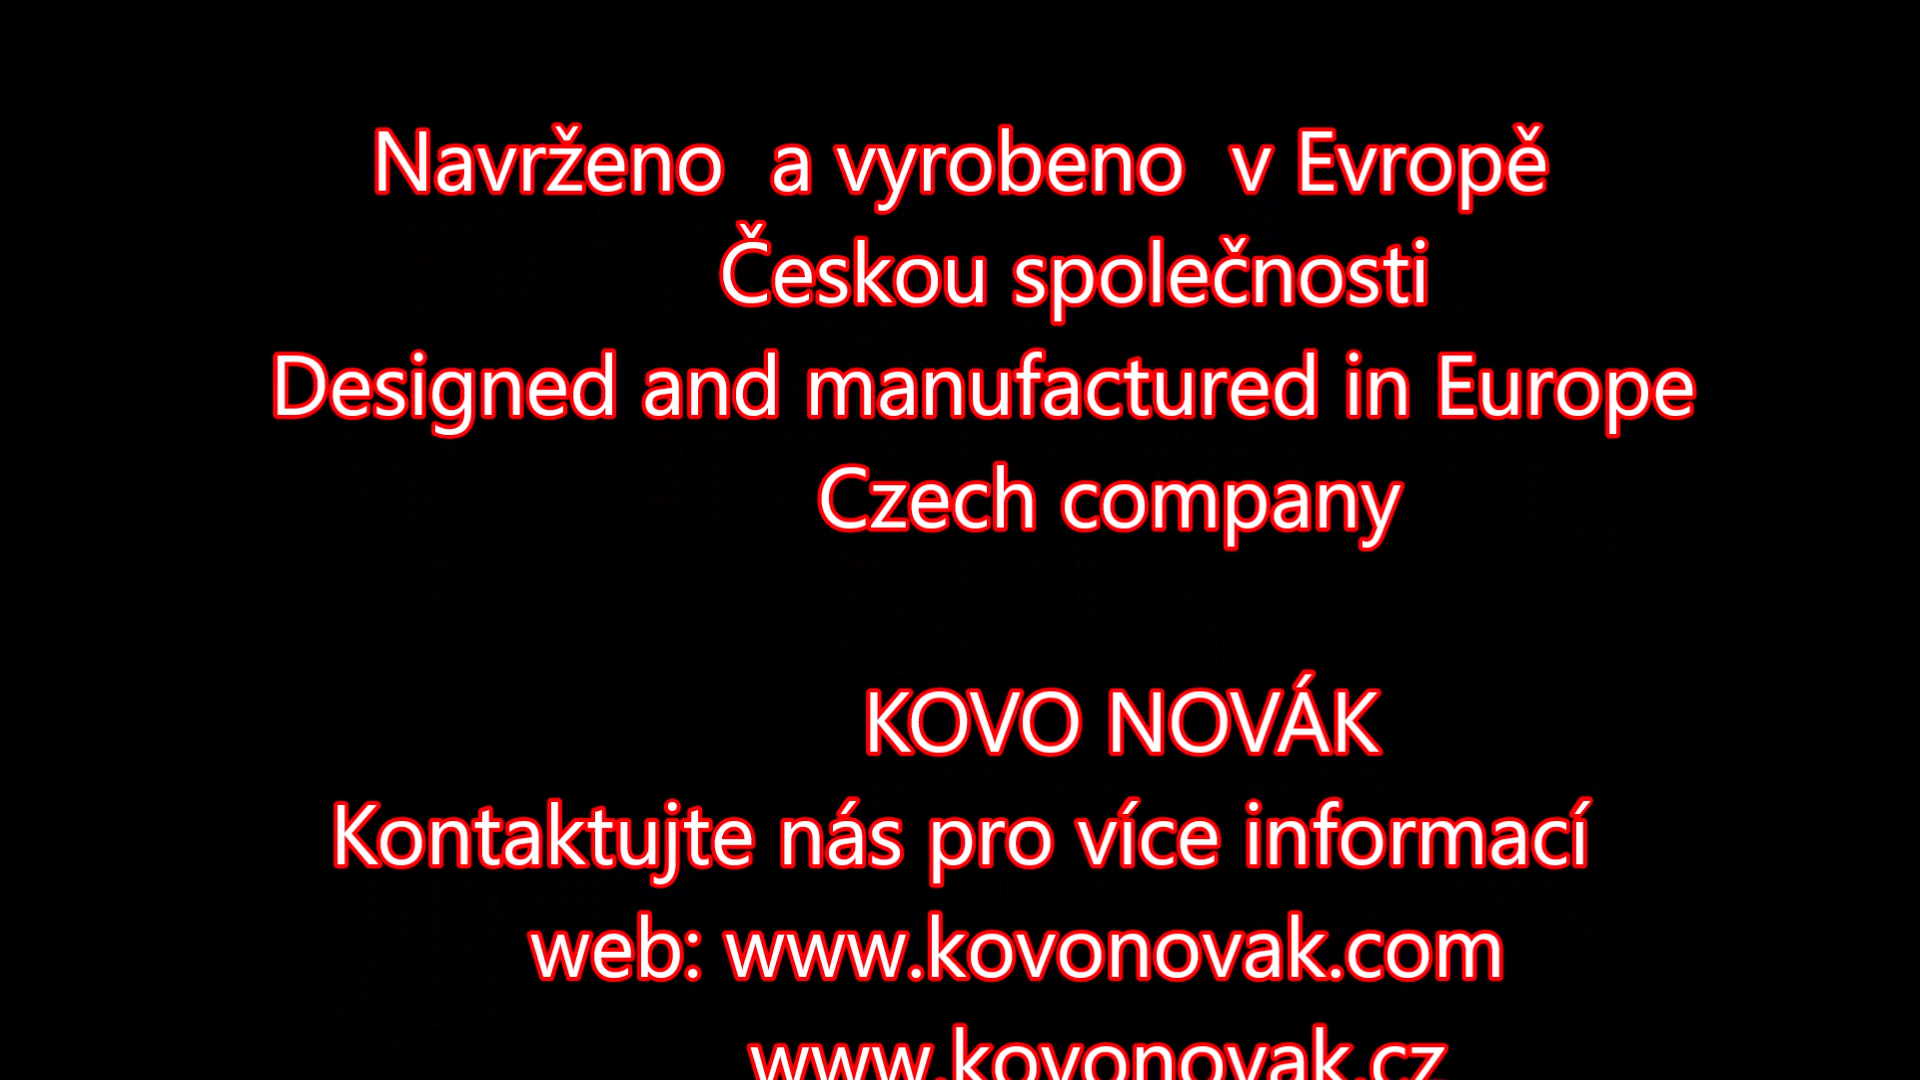 Navrženo  a vyrobeno  v Evropě
Českou společnosti
Designed and manufactured in Europe
Czech company
KOVO NOVÁK
Kontaktujte nás pro více informací
web: www.kovonovak.com
www.kovonovak.cz